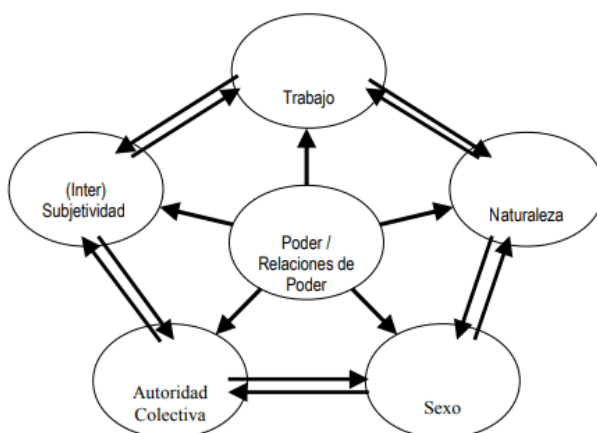 Trabajo
(Inter)
Subjetividad
Naturaleza
Poder /
Relaciones de
Poder
Autoridad
Colectiva
Sexo